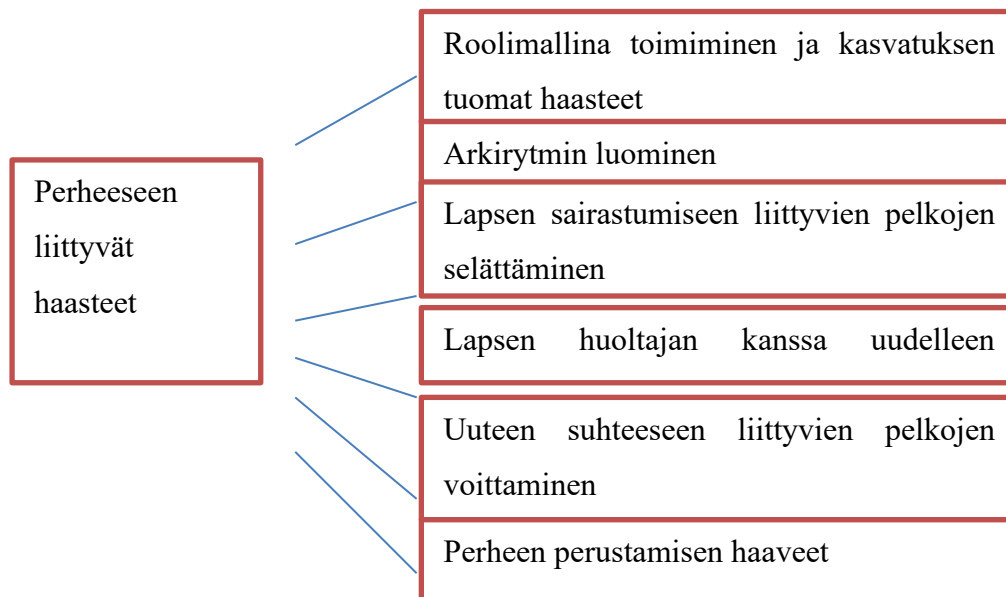 Perheeseen
liittyvät
haasteet
Roolimallina toimiminen ja kasvatuksen
tuomat haasteet
Arkirytmin luominen
Lapsen sairastumiseen liittyvien pelkojen
selättäminen
Lapsen huoltajan kanssa uudelleen
Uuteen suhteeseen liittyvien pelkojen
voittaminen
Perheen perustamisen haaveet